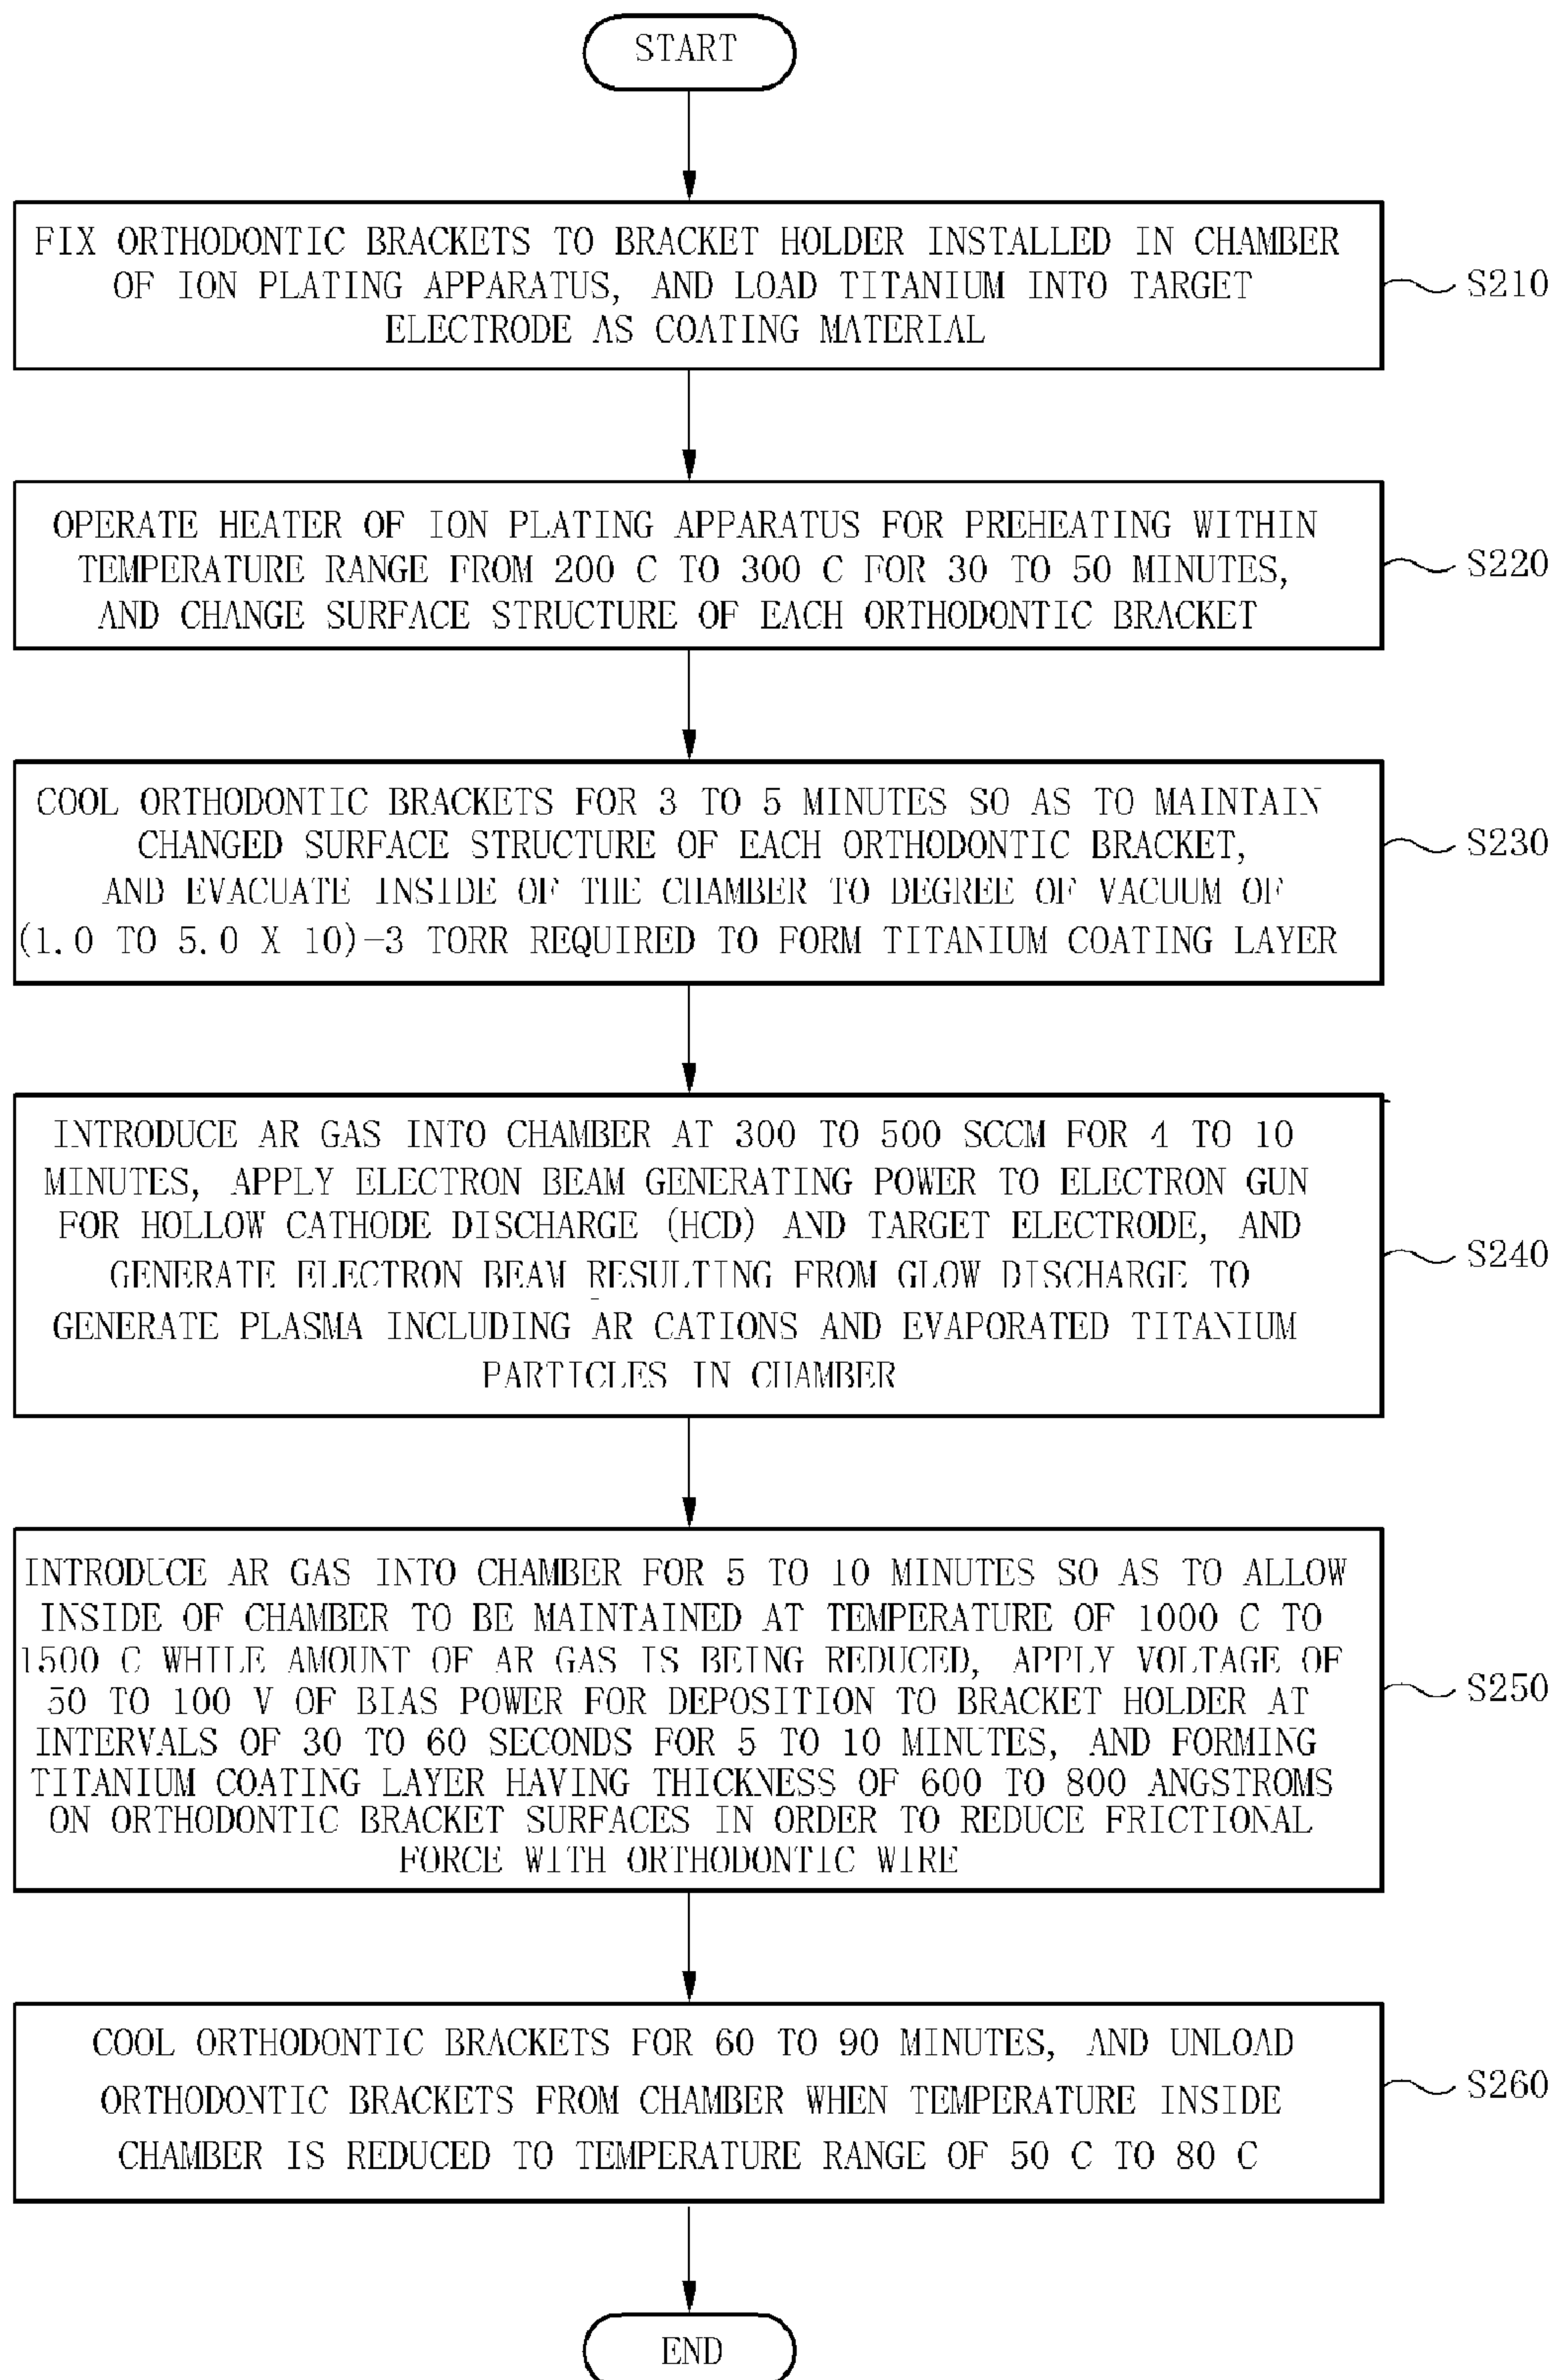 START
FIX ORTHODONTIC BRACKETS TO BRACKET HOLDER INSTALLED IN CHAMBER
OF ION PLATING APPARATUS, AND LOAD TITANIUM INTO TARGET
ELECTRODE AS COATING MATERIAL
S210
OPERATE HEATER OF ION PLATING APPARATUS FOR PREHEATING WITHIN
TEMPERATURE RANGE FROM 200 C TO 300 C FOR 30 TO 50 MINUTES,
AND CHANGE SURFACE STRUCTURE OF EACH ORTHODONTIC BRACKET
S220
COOL ORTHODONTIC BRACKETS FOR 3 TO 5 MINUTES SO AS TO MAINTAIN
CHANGED SURFACE STRUCTURE OF EACH ORTHODONTIC BRACKET,
AND EVACUATE INSIDE OF THE CHAMBER TO DEGREE OF VACUUM OF
(1.0 TO 5.0 X 10)-3 TORR REQUIRED TO FORM TITANIUM COATING LAYER
S230
INTRODUCE AR GAS INTO CHAMBER AT 300 TO 500 SCCM FOR 4 TO 10
MINUTES, APPLY ELECTRON BEAM GENERATING POWER TO ELECTRON GUN
FOR HOLLOW CATHODE DISCHARGE (HCD) AND TARGET ELECTRODE, AND
GENERATE ELECTRON BEAM RESULTING FROM GLOW DISCHARGE TO
GENERATE PLASMA INCLUDING AR CATIONS AND EVAPORATED TITANIUM
PARTICLES IN CHAMBER
S240
INTRODUCE AR GAS INTO CHAMBER FOR 5 TO 10 MINUTES SO AS TO ALLOW
INSIDE OF CHAMBER TO BE MAINTAINED AT TEMPERATURE OF 1000 C TO
1500 C WHILE AMOUNT OF AR GAS IS BEING REDUCED, APPLY VOLTAGE OF
50 TO 100 V OF BIAS POWER FOR DEPOSITION TO BRACKET HOLDER AT
INTERVALS OF 30 TO 60 SECONDS FOR 5 TO 10 MINUTES, AND FORMING
TITANIUM COATING LAYER HAVING THICKNESS OF 600 TO 800 ANGSTROMS
ON ORTHODONTIC BRACKET SURFACES IN ORDER TO REDUCE FRICTIONAL
FORCE WITH ORTHODONTIC WIRE
S250
COOL ORTHODONTIC BRACKETS FOR 60 TO 90 MINUTES, AND UNLOAD
ORTHODONTIC BRACKETS FROM CHAMBER WHEN TEMPERATURE INSIDE
CHAMBER IS REDUCED TO TEMPERATURE RANGE OF 50 C TO 80 C
S260
END